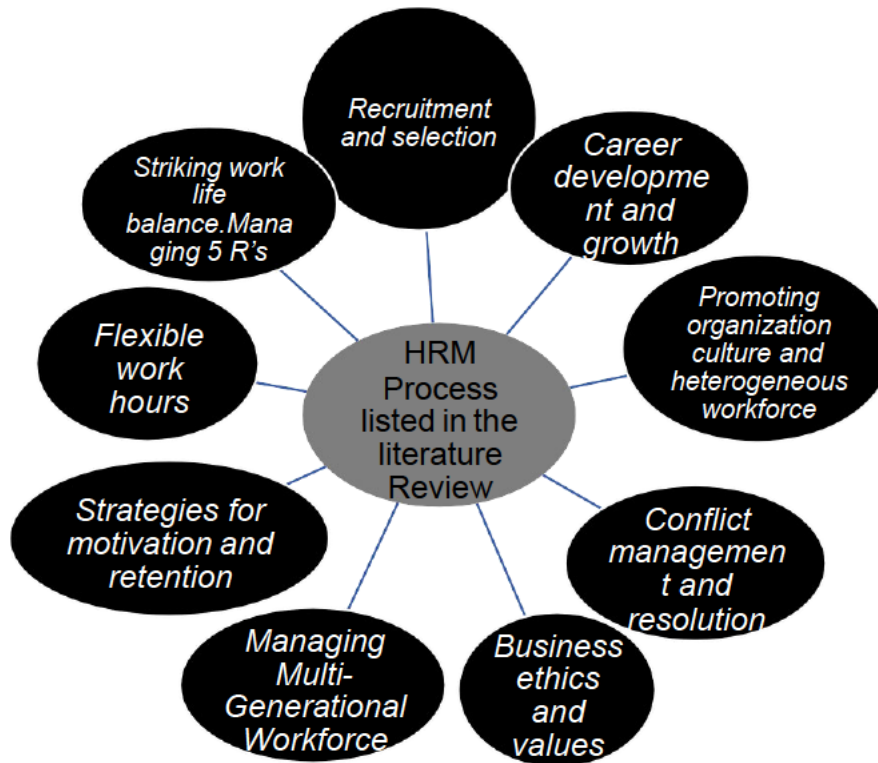 Recruitment
and selection
Career
developme
nt and
growth
Promoting
organization
culture and
heterogeneous
workforce
Conflict
managemen
t and
resolution
Business
ethics
and
values
Managing
Multi-
Generational
Workforce
Strategies for
motivation and
retention
Flexible
work
hours
Striking work
life
balance.Mana
ging 5 R's
HRM
Process
listed in the
literature
Review